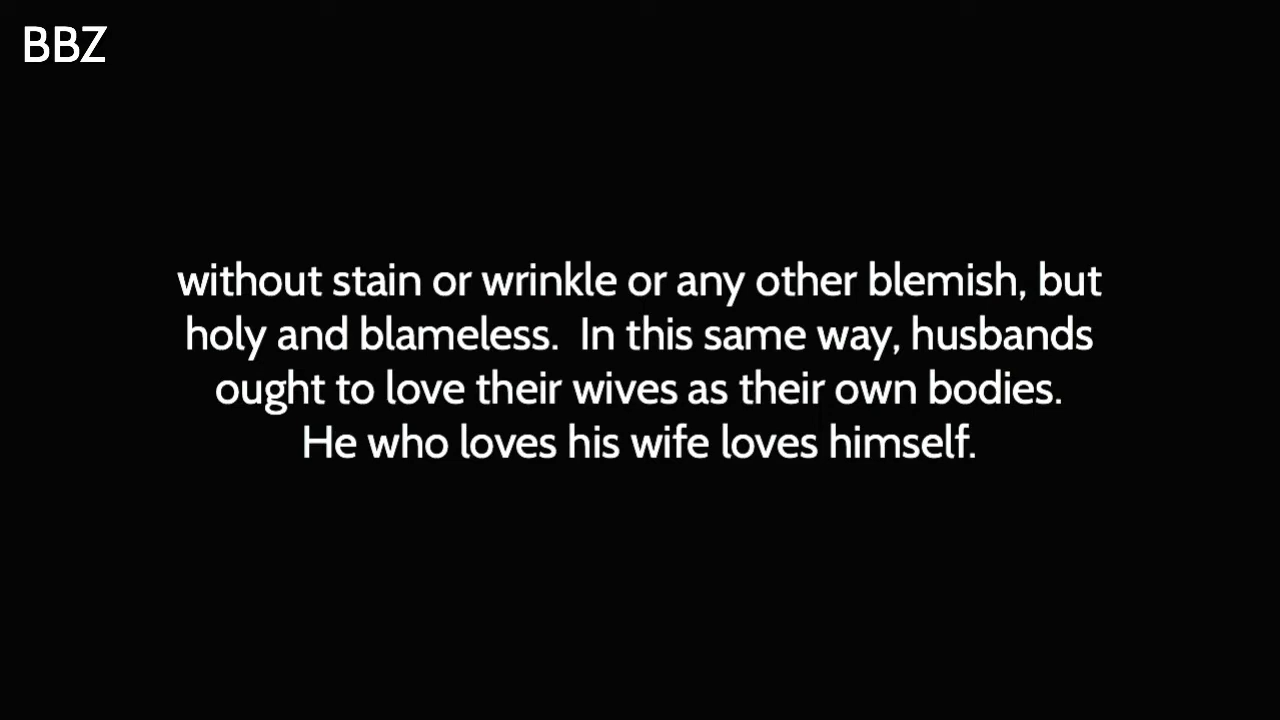 BBZ
without stain or wrinkle or any other blemish, but
holy and blameless.  In this same way, husbands
ought to love their wives as their own bodies.
He who loves his wife loves himself.